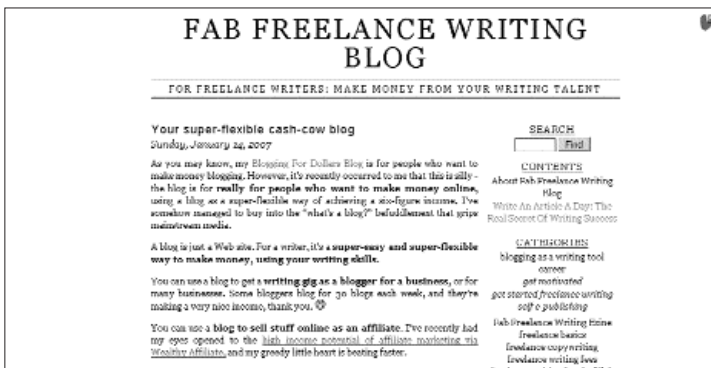 FAB FREELANCE WRITING
BLOG
FOR FREELANCE WRITERS: MAKE MONEY FROM YOUR WRITING TALENT
Your super-flexible cash-cow blog
Sunday, January 14, 2007
As you may know, my Blogging For Dollars Blog is for people who want to
make money blogging. However, it's recently occurred to me that this is silly -
the blog is for really for people who want to make money online,
using a blog as a super-flexible way of achieving a six-figure income. I've
somehow managed to buy into the "what's a blog?" befuddlement that grips
mainstream media.
A blog is just a Web site. For a writer, it's a super-easy and super-flexible
way to make money, using your writing skills.
You can use a blog to get a writing gig as a blogger for a business, or for
many businesses. Some bloggers blog for 30 blogs each week, and they're
making a very nice income, thank you.
You can use a blog to sell stuff online as an affiliate. I've recently had
my eyes opened to the high income potential of affiliate marketing via
Wealthy Affiliate, and my greedy little heart is beating faster.
SEARCH
Find
CONTENTS
About Fab Freelance Writing
Blog
Write An Article A Day: The
Real Secret Of Writing Success
CATEGORIES
blogging as a writing tool
career
get motivated
get started freelance writing
self e-publishing
Fab Freelance Writing Ezine
freelance basics
freelance copywriting
freelance writing fees